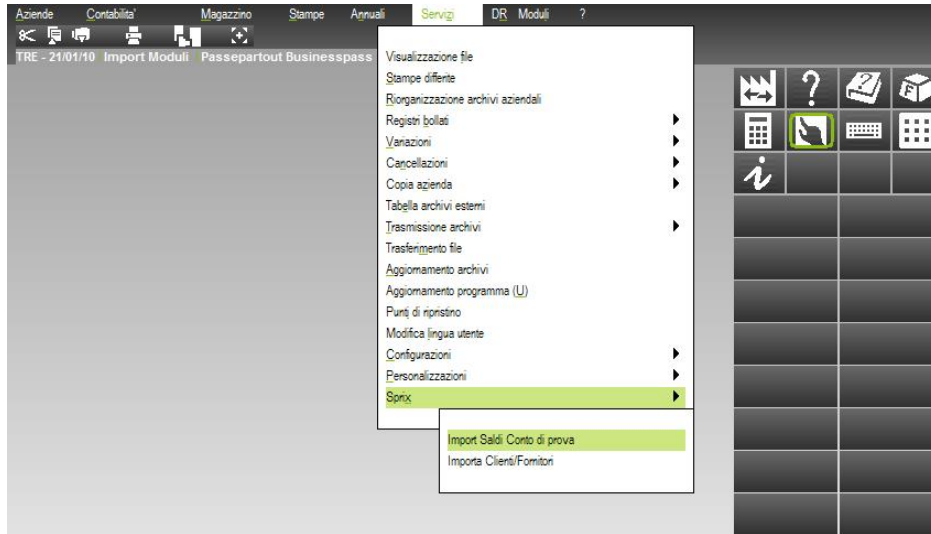 Aziende Contabilita' Magazzino Stampe Annuali Servizi DR Moduli ?
TRE - 21/01/10 Import Moduli Passepartout Businesspass
Visualizzazione file
Stampe differite
Riorganizzazione archivi aziendali
Registri bollati
Variazioni
Cancellazioni
Copia azienda
Tabella archivi esterni
Trasmissione archivi
Trasferimento file
Aggiornamento archivi
Aggiornamento programma (U)
Punti di ripristino
Modifica lingua utente
Configurazioni
Personalizzazioni
Sprix
Import Saldi Conto di prova
Importa Clienti/Fornitori
?
F
i